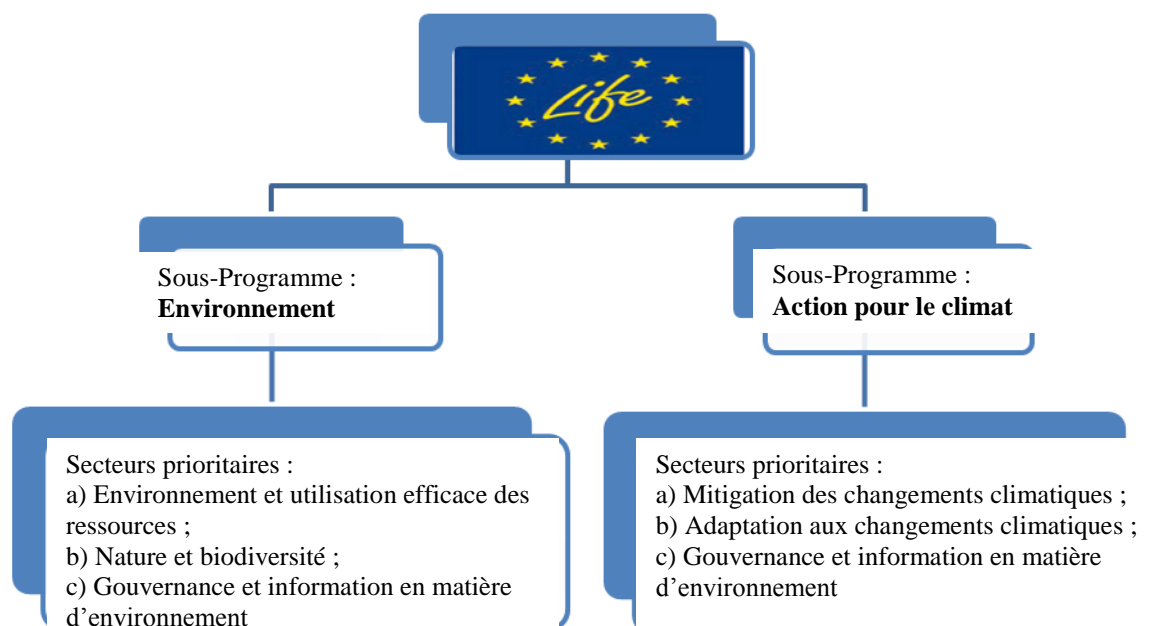 Life
Sous-Programme :
Environnement
Sous-Programme :
Action pour le climat
Secteurs prioritaires :
a) Environnement et utilisation efficace des
ressources ;
b) Nature et biodiversité ;
c) Gouvernance et information en matière
d’environnement
Secteurs prioritaires :
a) Mitigation des changements climatiques ;
b) Adaptation aux changements climatiques ;
c) Gouvernance et information en matière
d’environnement